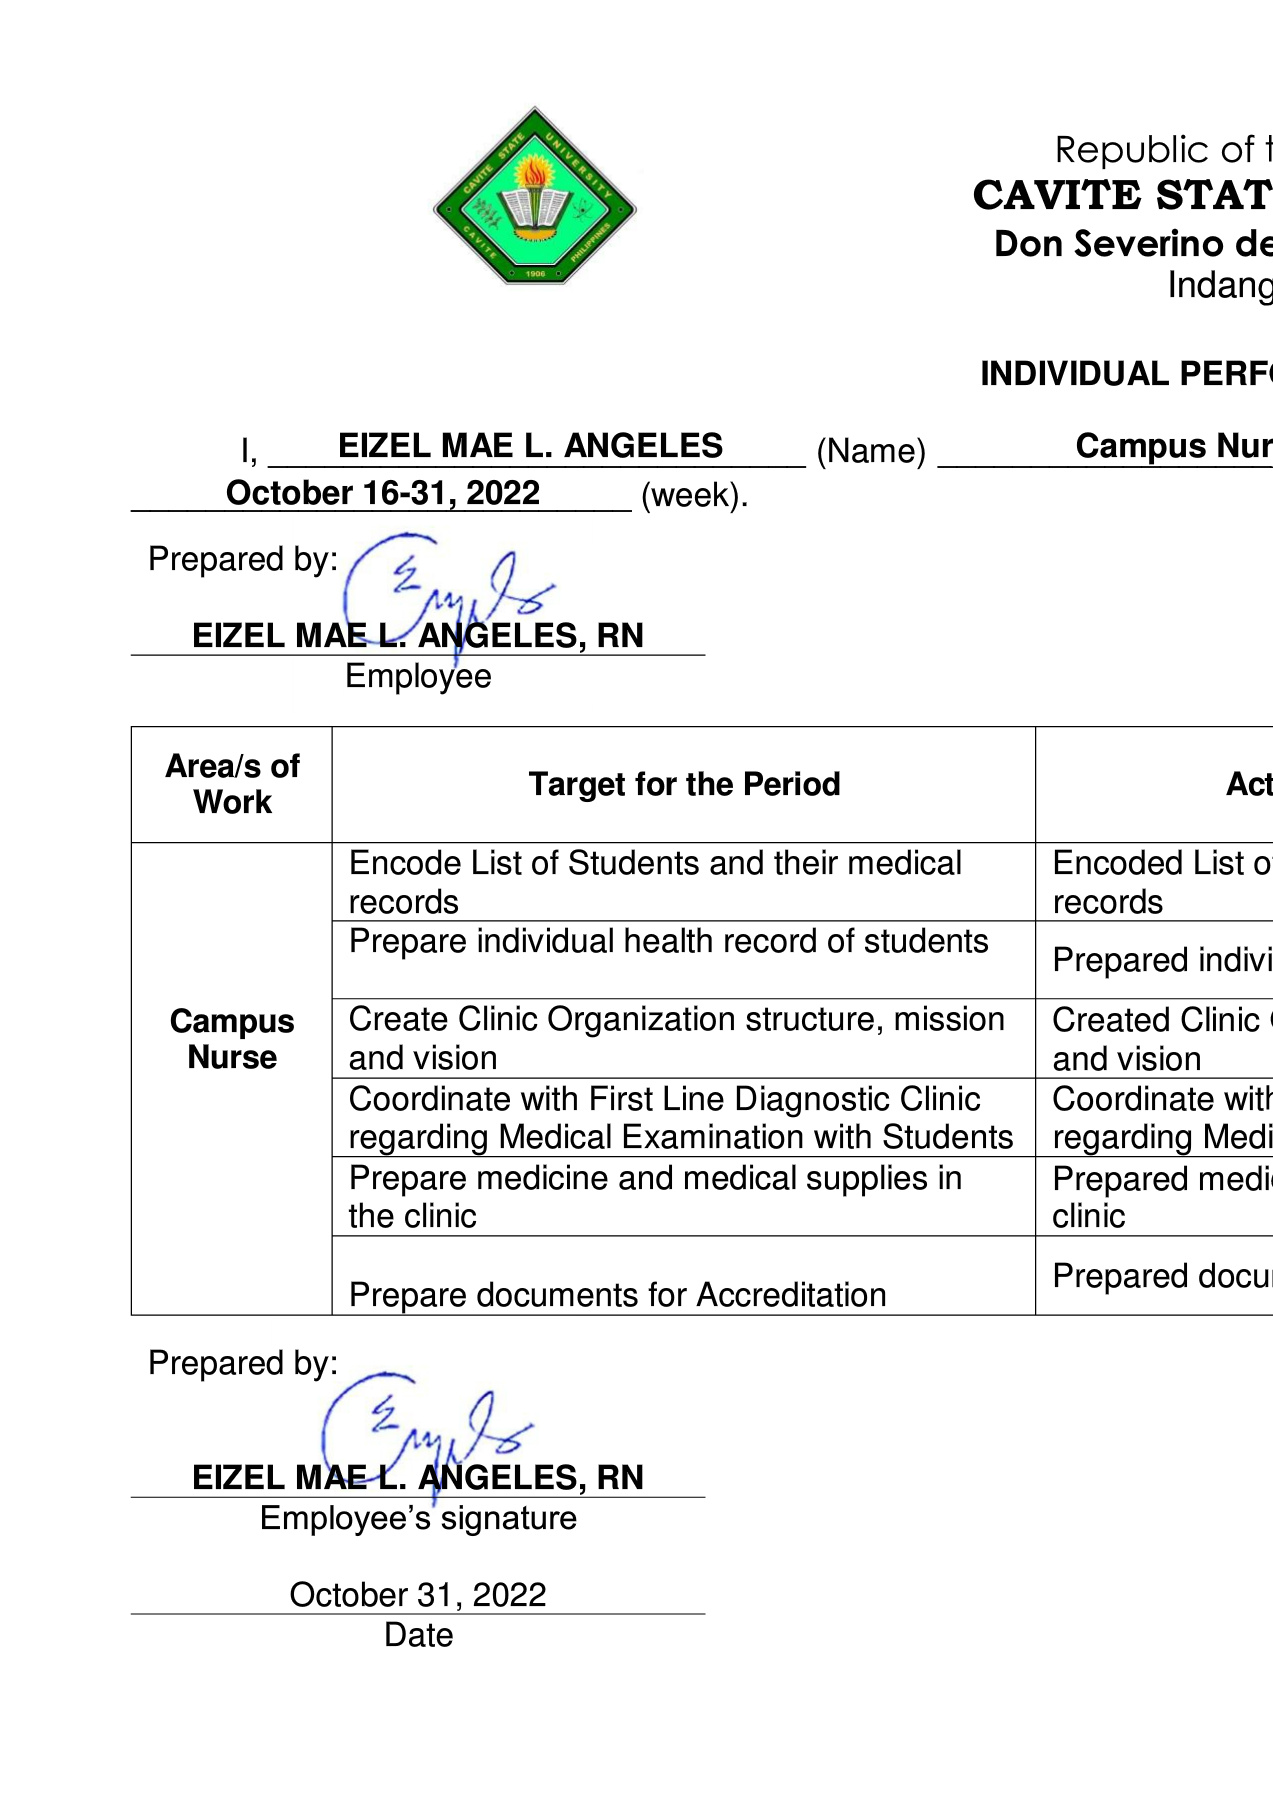 CAVITE STATE UNIVERSITY
CAVITE PHILIPPINES
1906
Republic of t
CAVITE STAT
Don Severino de
Indang
INDIVIDUAL PERFO
I, EIZEL MAE L. ANGELES (Name) Campus Nur
October 16-31, 2022 (week).
Prepared by:
EIZEL MAE L. ANGELES, RN
Employee
Area/s of Work
Target for the Period
Act
Campus Nurse
Encode List of Students and their medical
records
Encoded List o
records
Prepare individual health record of students
Prepared indivi
Create Clinic Organization structure, mission
and vision
Created Clinic
and vision
Coordinate with First Line Diagnostic Clinic
regarding Medical Examination with Students
Coordinate with
regarding Medi
Prepare medicine and medical supplies in
the clinic
Prepared medi
clinic
Prepare documents for Accreditation
Prepared docu
Prepared by:
EIZEL MAE L. ANGELES, RN
Employee’s signature
October 31, 2022
Date